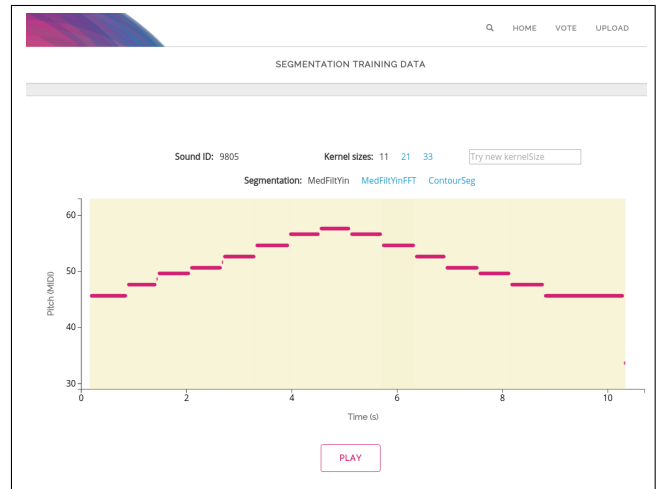 HOME VOTE UPLOAD
SEGMENTATION TRAINING DATA
Sound ID: 9805 Kernel sizes: 11 21 33 Try new kernelSize
Segmentation: MedFiltYin MedFiltYinFFT ContourSeg
60
50
40
30
Pitch (MIDI)
0 2 4 6 8 10
Time (s)
PLAY